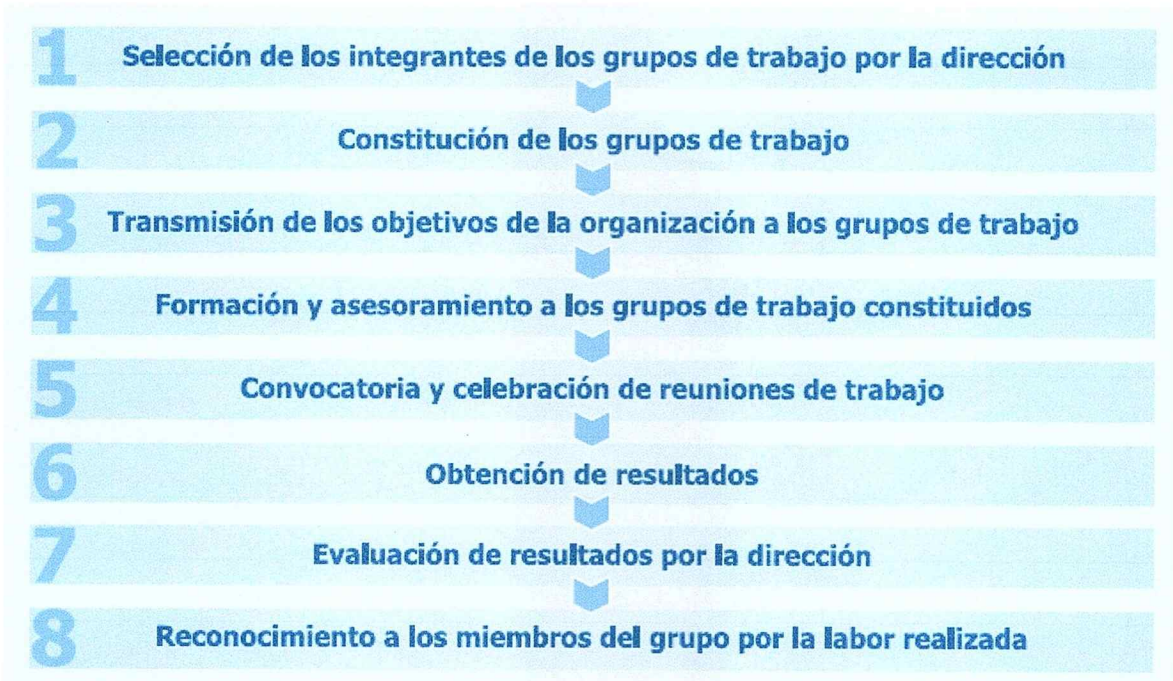 1 Selección de los integrantes de los grupos de trabajo por la dirección
2 Constitución de los grupos de trabajo
3 Transmisión de los objetivos de la organización a los grupos de trabajo
4 Formación y asesoramiento a los grupos de trabajo constituidos
5 Convocatoria y celebración de reuniones de trabajo
6 Obtención de resultados
7 Evaluación de resultados por la dirección
8 Reconocimiento a los miembros del grupo por la labor realizada